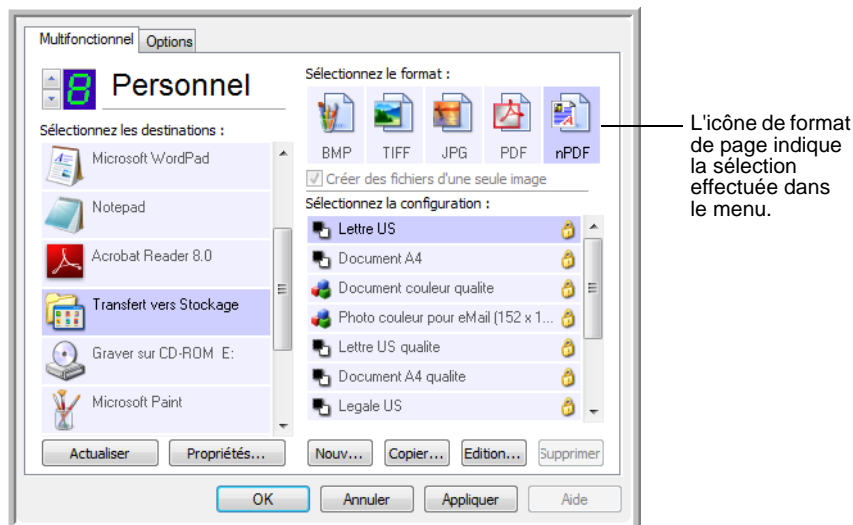 Multifonctionnel Options
8 Personnel
Sélectionnez les destinations :
Microsoft WordPad
Notepad
Acrobat Reader 8.0
Transfert vers Stockage
Graver sur CD-ROM E:
Microsoft Paint
Actualiser Propriétés...
Sélectionnez le format :
BMP TIFF JPG PDF nPDF
Créer des fichiers d'une seule image
Sélectionnez la configuration :
Lettre US
Document A4
Document couleur qualite
Photo couleur pour eMail (152 x 1...
Lettre US qualite
Document A4 qualite
Legale US
Nouv... Copier... Edition... Supprimer
OK Annuler Appliquer Aide
L'icône de format
de page indique
la sélection
effectuée dans
le menu.